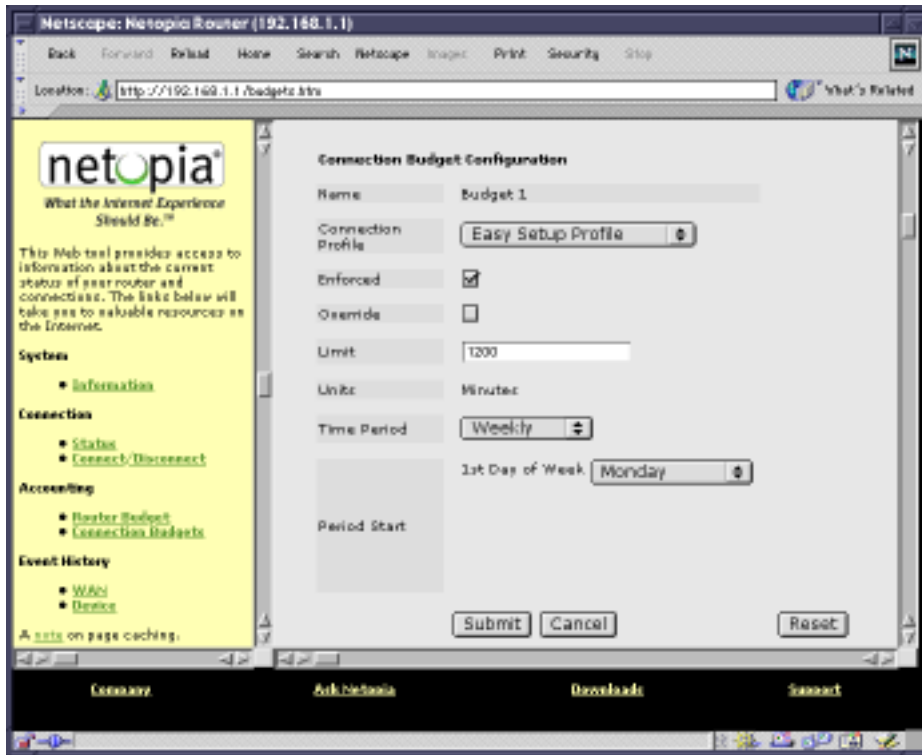 Netscape: Netopia Router (192.168.1.1)
Back Forward Reload Home Search Netscape Images Print Security Stop
Location: http://192.168.1.1/budgets.htm What's Related
netopia
What the Internet Experience
Should Be.™
This Web tool provides access to
information about the current
status of your router and
connections. The links below will
take you to valuable resources on
the Internet.
System
Information
Connection
Status
Connect/Disconnect
Accounting
Router Budget
Connection Budgets
Event History
WAN
Device
A note on page caching.
Connection Budget Configuration
Name Budget 1
Connection
Profile Easy Setup Profile
Enforced
Override
Limit 1200
Units Minutes
Time Period Weekly
Period Start 1st Day of Week Monday
Submit Cancel Reset
Company Ask Netopia Downloads Support